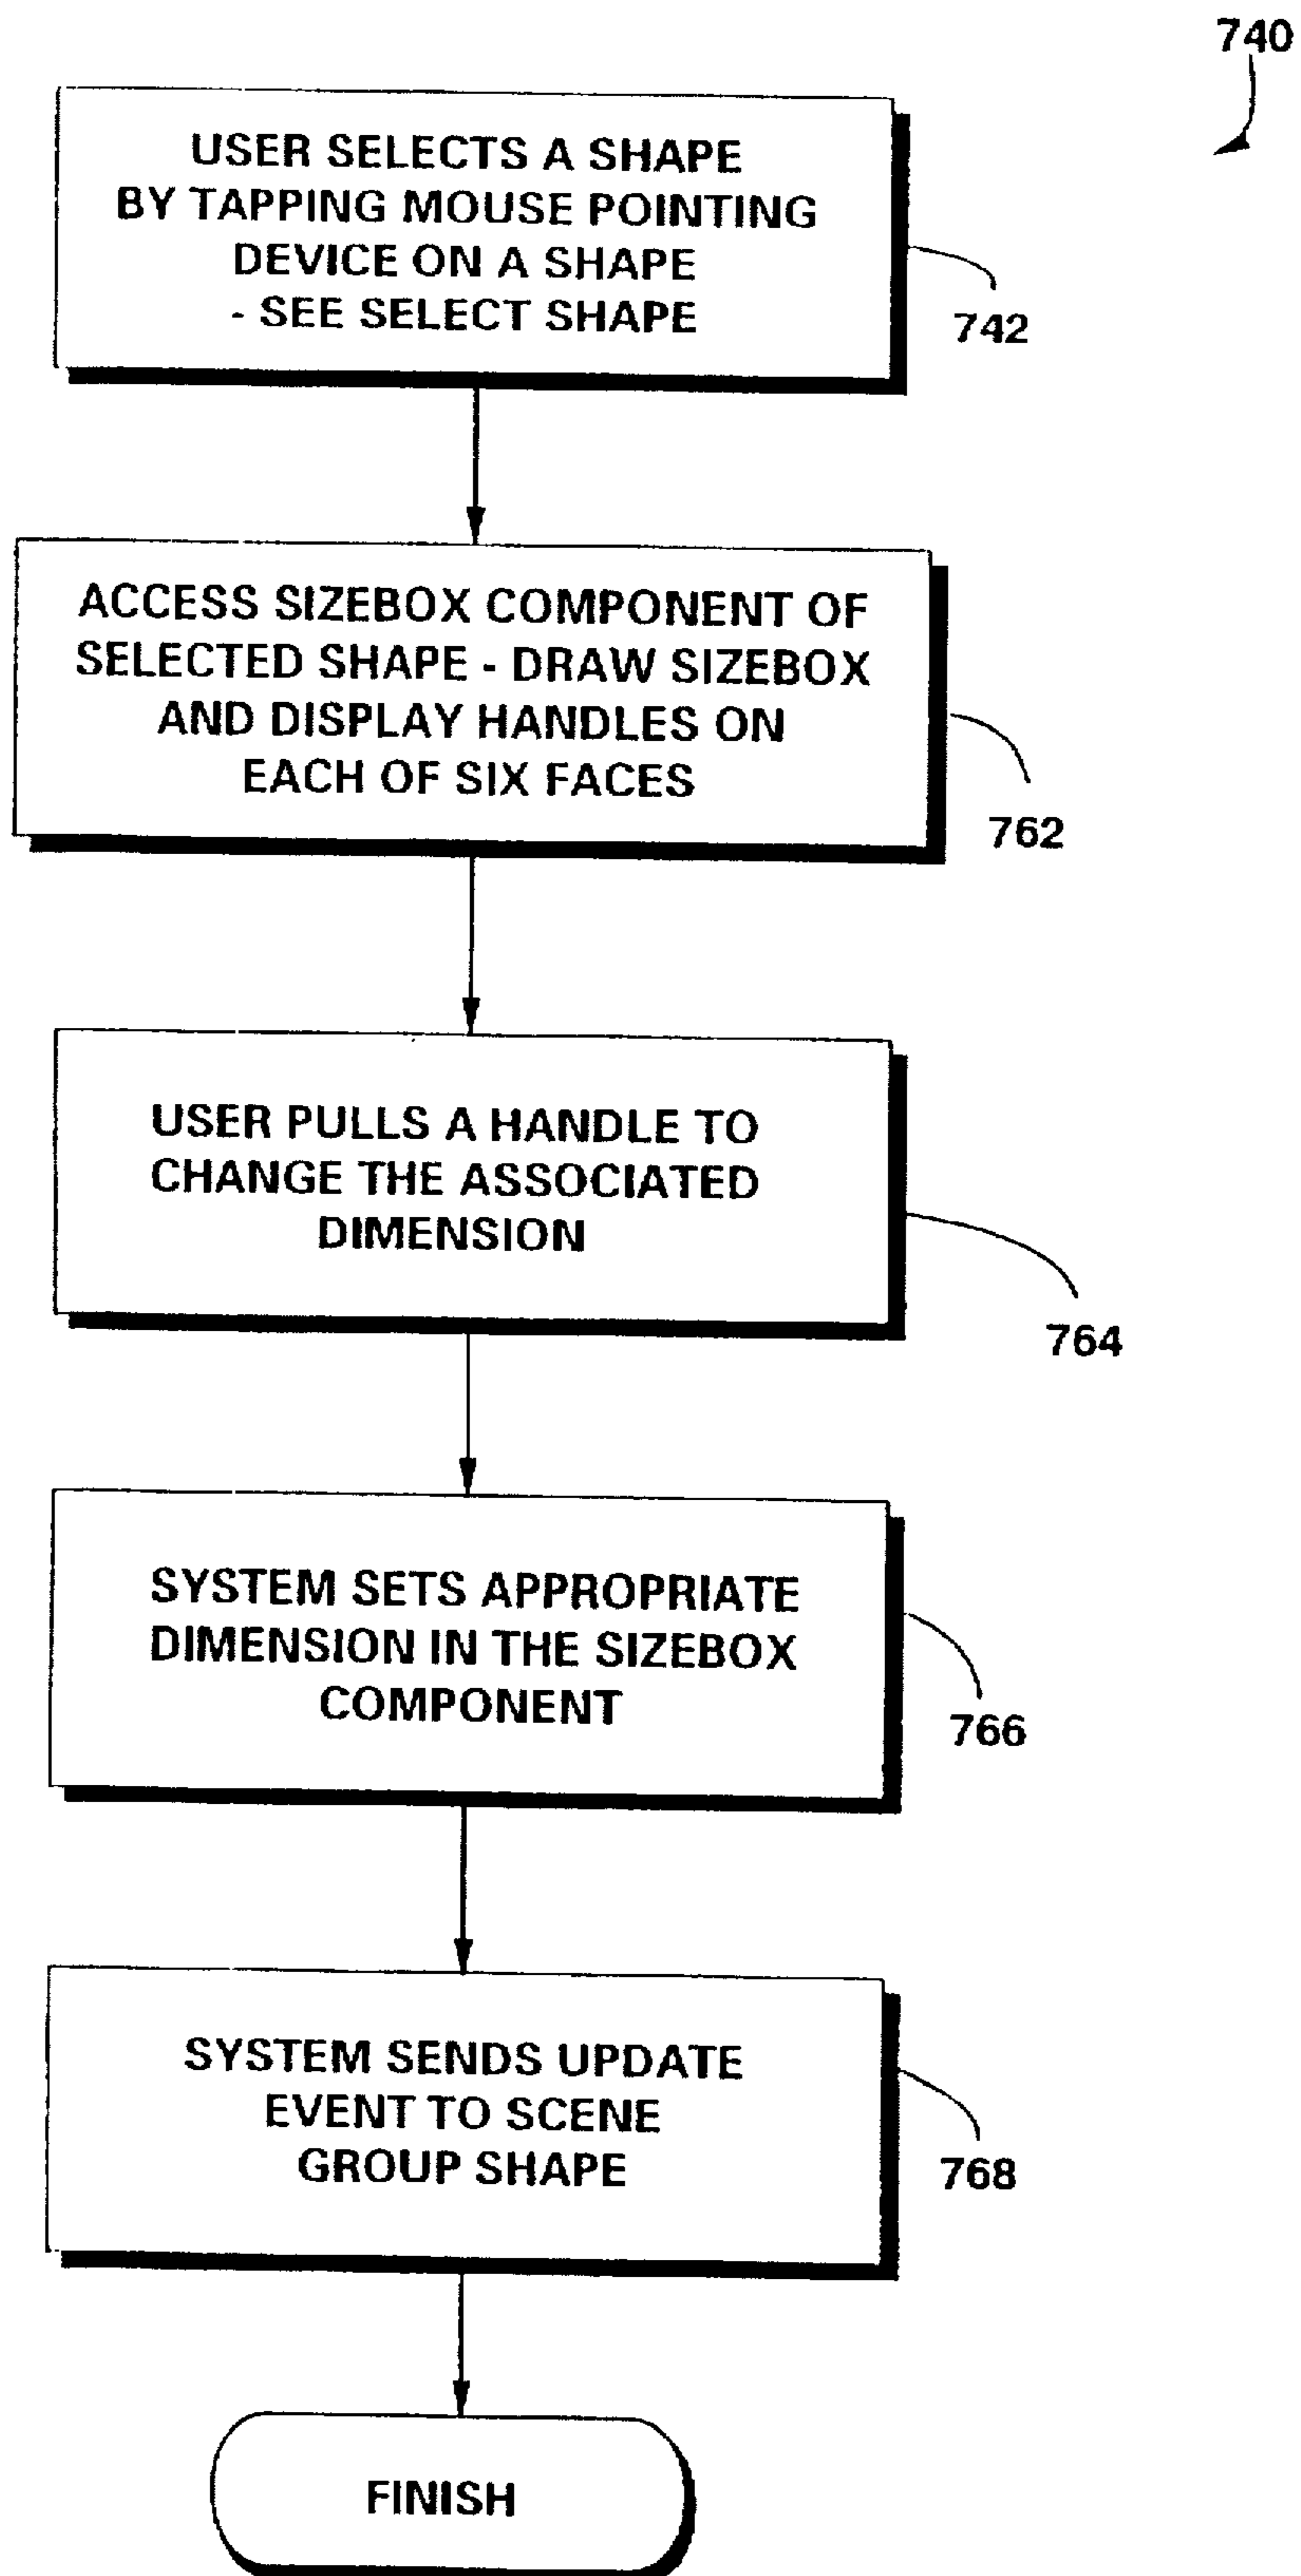 740
USER SELECTS A SHAPE
BY TAPPING MOUSE POINTING
DEVICE ON A SHAPE
- SEE SELECT SHAPE
742
ACCESS SIZEBOX COMPONENT OF
SELECTED SHAPE - DRAW SIZEBOX
AND DISPLAY HANDLES ON
EACH OF SIX FACES
762
USER PULLS A HANDLE TO
CHANGE THE ASSOCIATED
DIMENSION
764
SYSTEM SETS APPROPRIATE
DIMENSION IN THE SIZEBOX
COMPONENT
766
SYSTEM SENDS UPDATE
EVENT TO SCENE
GROUP SHAPE
768
FINISH